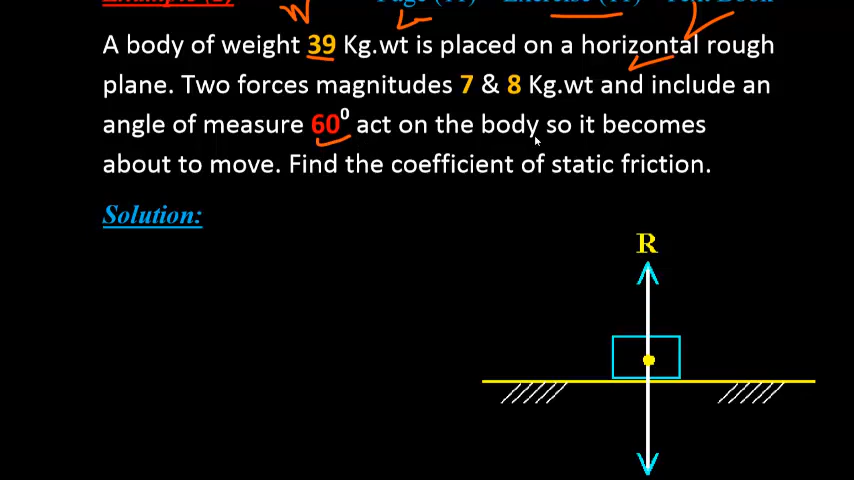 A body of weight 39 Kg.wt is placed on a horizontal rough
plane. Two forces magnitudes 7 & 8 Kg.wt and include an
angle of measure 60⁰ act on the body so it becomes
about to move. Find the coefficient of static friction.
Solution:
R